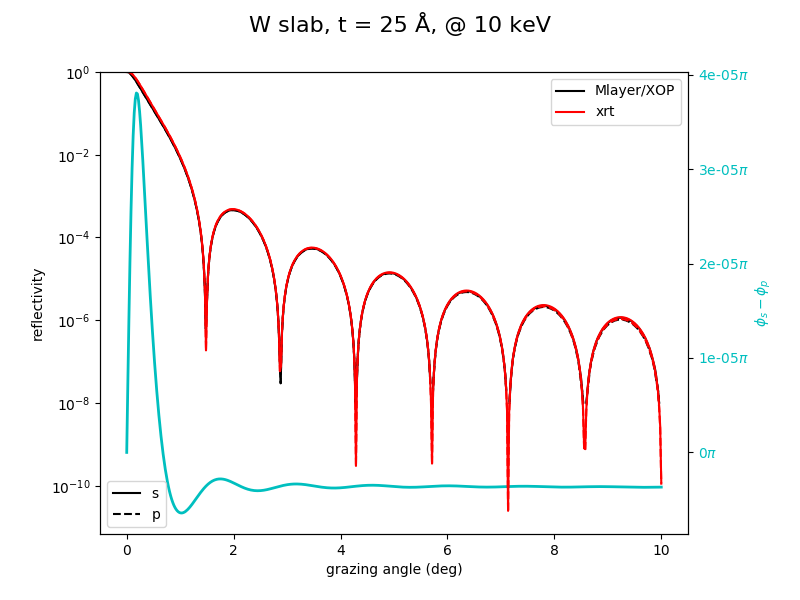 W slab, t = 25 Å, @ 10 keV
reflectivity
10⁰
10⁻²
10⁻⁴
10⁻⁶
10⁻⁸
10⁻¹⁰
Mlayer/XOP
xrt
s
p
4e-05π
3e-05π
2e-05π
1e-05π
0π
ϕₛ − ϕₚ
0 2 4 6 8 10
grazing angle (deg)